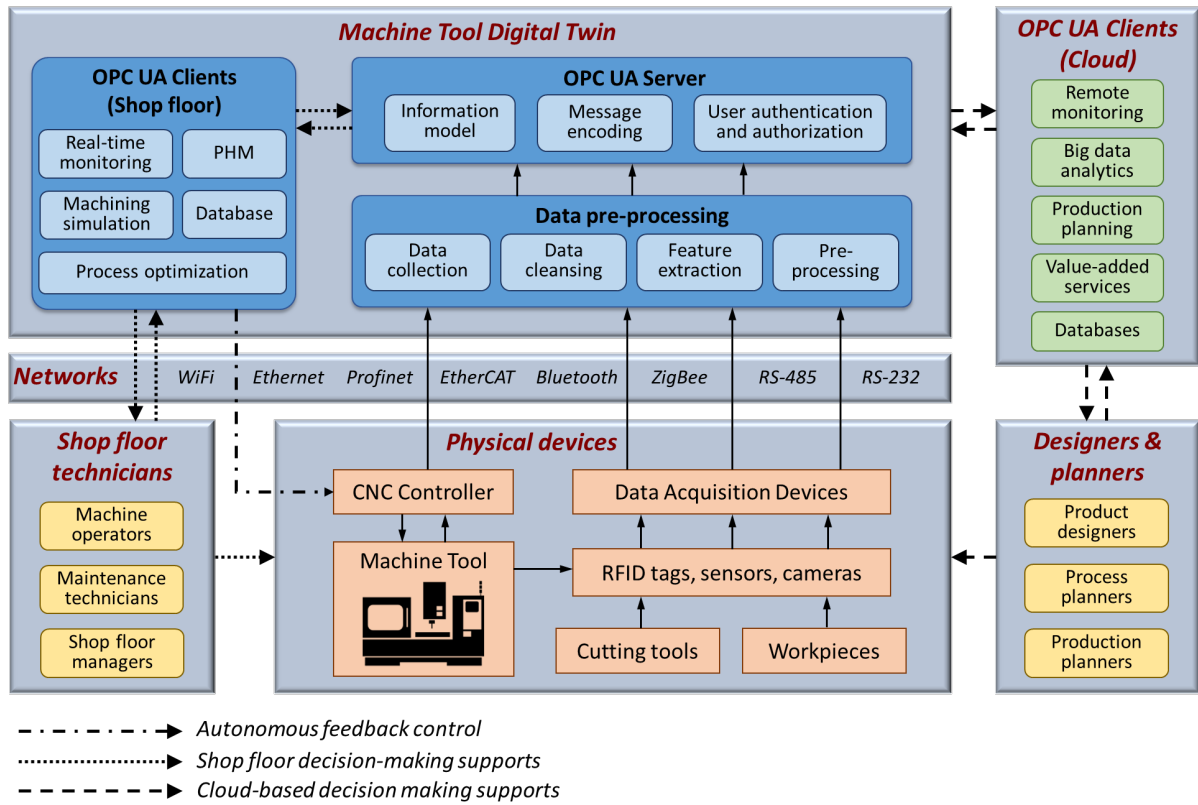 Machine Tool Digital Twin
OPC UA Clients
(Shop floor)
Real-time
monitoring
PHM
Machining
simulation
Database
Process optimization
OPC UA Server
Information
model
Message
encoding
User authentication
and authorization
Data pre-processing
Data
collection
Data
cleansing
Feature
extraction
Pre-
processing
OPC UA Clients
(Cloud)
Remote
monitoring
Big data
analytics
Production
planning
Value-added
services
Databases
Networks
WiFi
Ethernet
Profinet
EtherCAT
Bluetooth
ZigBee
RS-485
RS-232
Shop floor
technicians
Machine
operators
Maintenance
technicians
Shop floor
managers
Physical devices
CNC Controller
Data Acquisition Devices
Machine Tool
RFID tags, sensors, cameras
Cutting tools
Workpieces
Designers &
planners
Product
designers
Process
planners
Production
planners
Autonomous feedback control
Shop floor decision-making supports
Cloud-based decision making supports